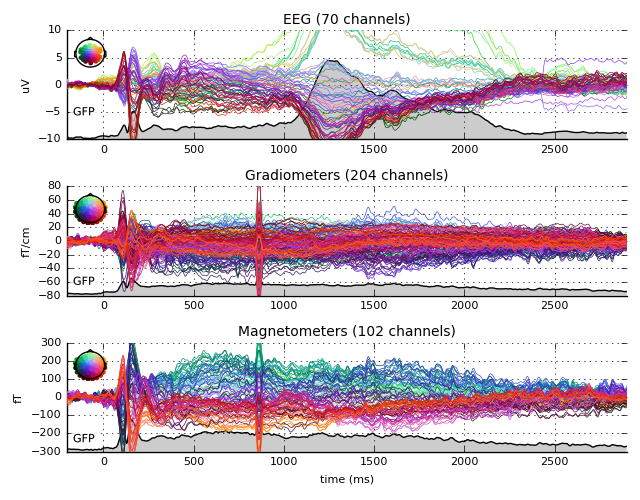 EEG (70 channels)
10
5
0
−5
−10
uV
GFP
0 500 1000 1500 2000 2500
Gradiometers (204 channels)
80
60
40
20
0
−20
−40
−60
−80
fT/cm
GFP
0 500 1000 1500 2000 2500
Magnetometers (102 channels)
300
200
100
0
−100
−200
−300
fT
GFP
0 500 1000 1500 2000 2500
time (ms)